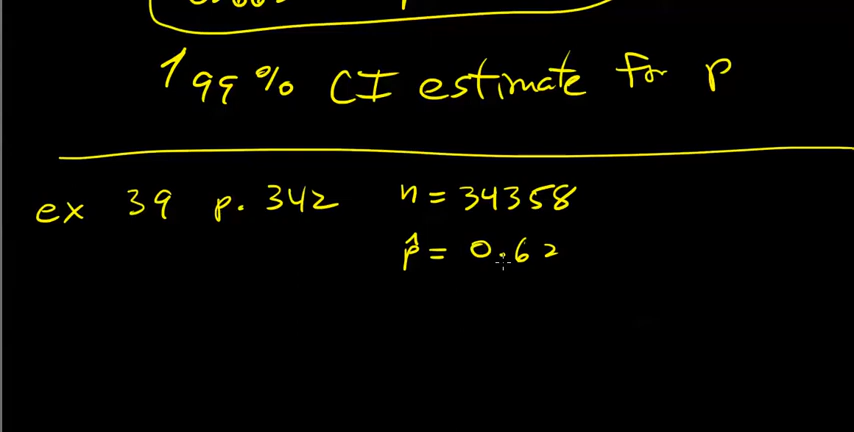 99% CI estimate for p
ex 39 p. 342 n = 34358
p̂ = 0.62